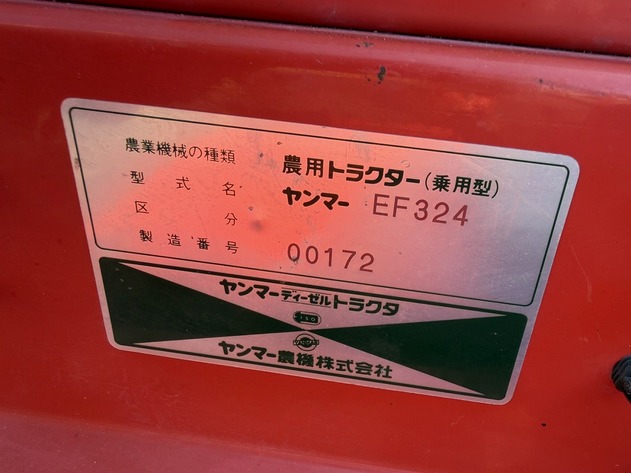 農業機械の種類 農用トラクター(乗用型)
型式名 ヤンマー EF324
区分
製造番号 00172
ヤンマーディーゼルトラクタ
ヤンマー農機株式会社